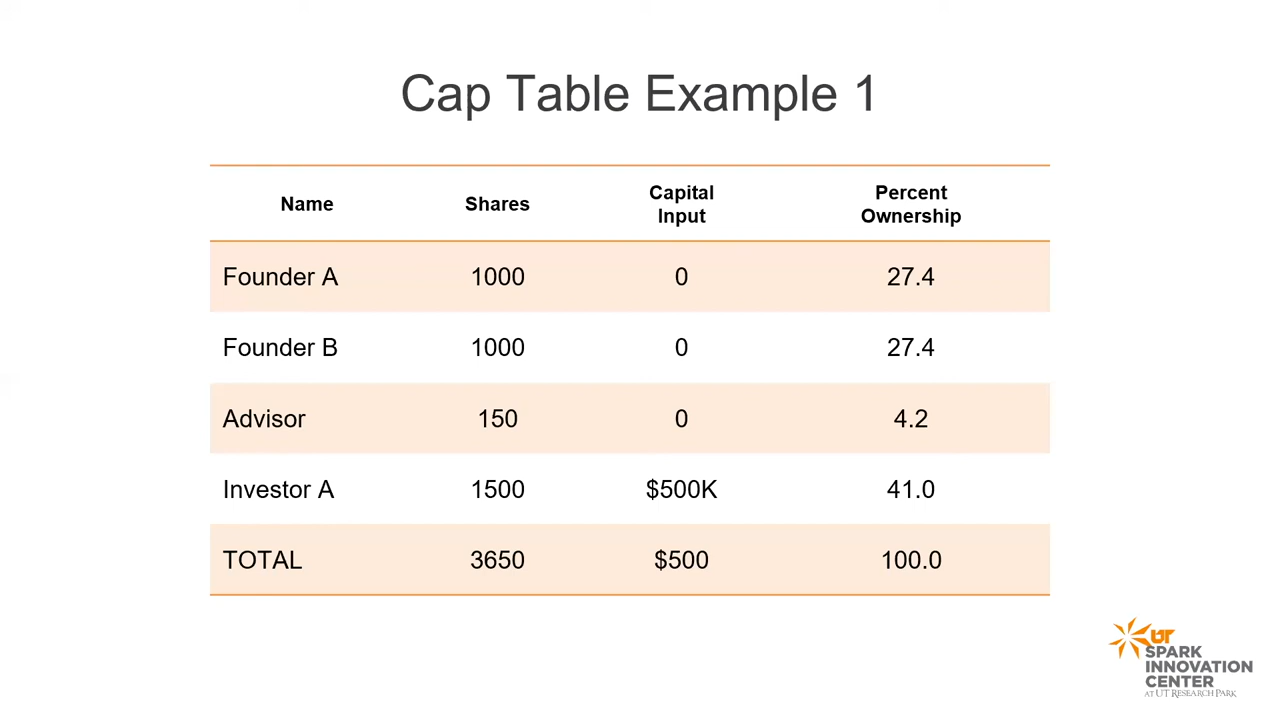 Cap Table Example 1
Name Shares Capital Input Percent Ownership
Founder A 1000 0 27.4
Founder B 1000 0 27.4
Advisor 150 0 4.2
Investor A 1500 $500K 41.0
TOTAL 3650 $500 100.0
UT
SPARK
INNOVATION
CENTER
AT UT RESEARCH PARK